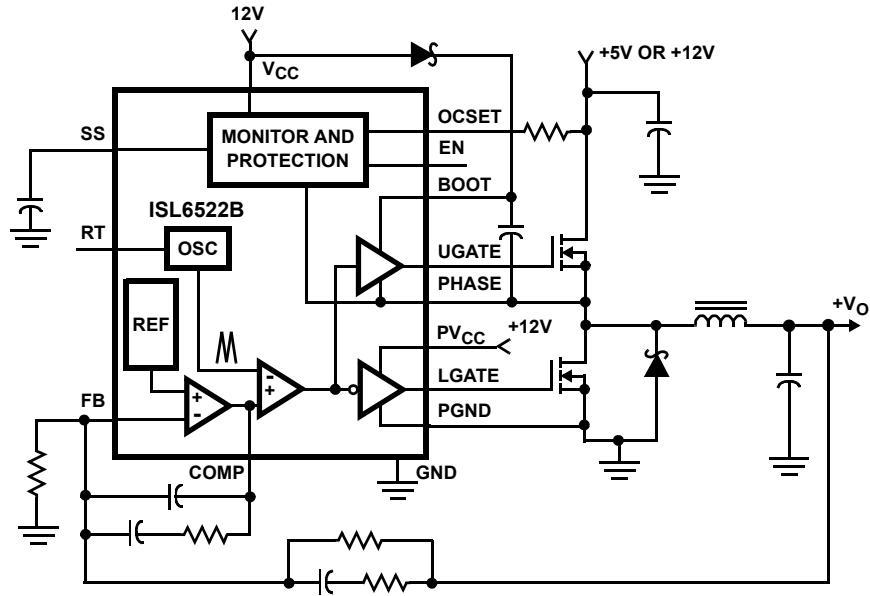 12V
VCC
+5V OR +12V
SS
MONITOR AND
PROTECTION
OCSET
EN
BOOT
ISL6522B
RT
OSC
UGATE
PHASE
REF
+VO
PVCC
+12V
LGATE
FB
+
-
-
+
PGND
COMP
GND